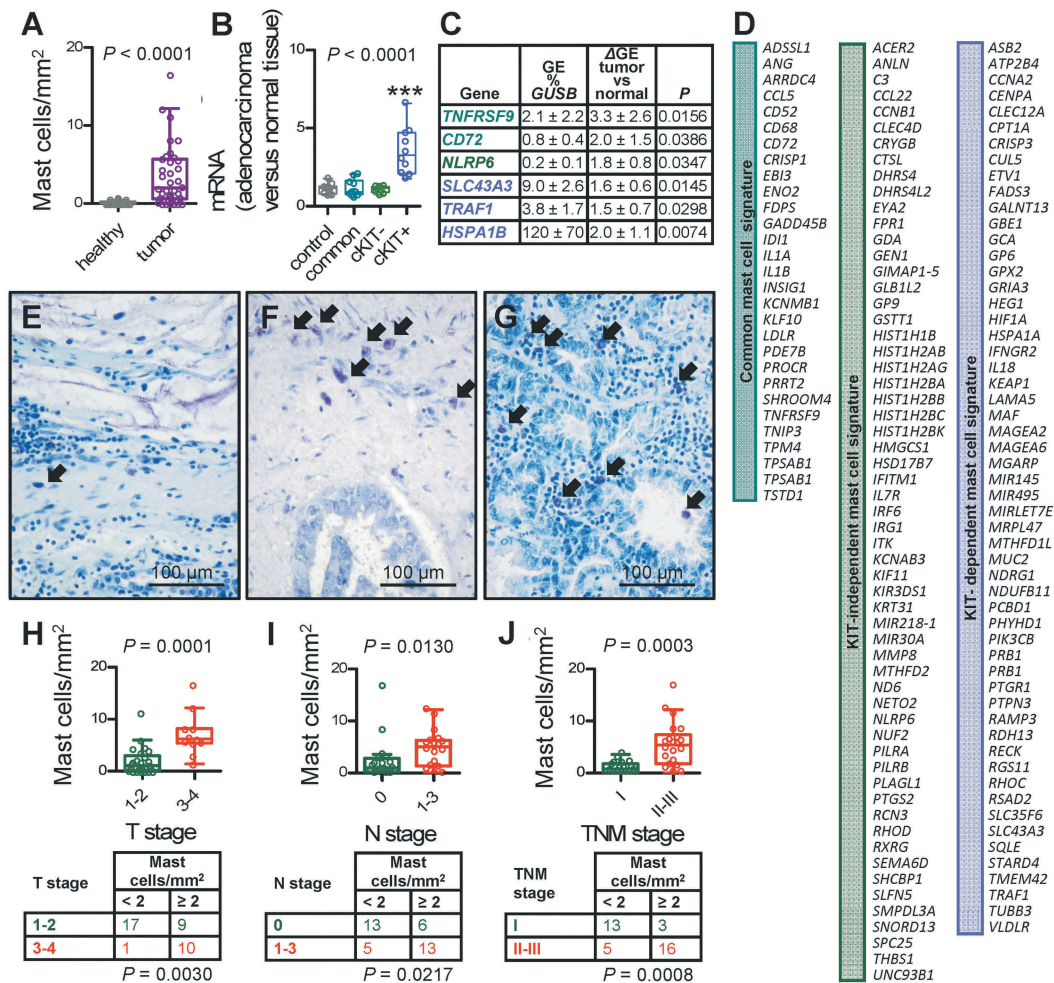 A
P < 0.0001
Mast cells/mm²
20
15
10
5
0
healthy
tumor
B
mRNA
(adenocarcinoma
versus normal tissue)
P < 0.0001
***
10
5
0
control
common
cKIT-
cKIT+
C
Gene GE % GUSB ΔGE tumor vs normal P
TNFRSF9 2.1 ± 2.2 3.3 ± 2.6 0.0156
CD72 0.8 ± 0.4 2.0 ± 1.5 0.0386
NLRP6 0.2 ± 0.1 1.8 ± 0.8 0.0347
SLC43A3 9.0 ± 2.6 1.6 ± 0.6 0.0145
TRAF1 3.8 ± 1.7 1.5 ± 0.7 0.0298
HSPA1B 120 ± 70 2.0 ± 1.1 0.0074
D
Common mast cell signature
ADSSL1
ANG
ARRDC4
CCL5
CD52
CD68
CD72
CRISP1
EBI3
ENO2
FDPS
GADD45B
IDI1
IL1A
IL1B
INSIG1
KCNMB1
KLF10
LDLR
PDE7B
PROCR
PRRT2
SHROOM4
TNFRSF9
TNIP3
TPM4
TPSAB1
TPSAB1
TSTD1
KIT-independent mast cell signature
ACER2
ANLN
C3
CCL22
CCNB1
CLEC4D
CRYGB
CTSL
DHRS4
DHRS4L2
EYA2
FPR1
GDA
GEN1
GIMAP1-5
GLB1L2
GP9
GSTT1
HIST1H1B
HIST1H2AB
HIST1H2AG
HIST1H2BA
HIST1H2BB
HIST1H2BC
HIST1H2BK
HMGCS1
HSD17B7
IFITM1
IL7R
IRF6
IRG1
ITK
KCNAB3
KIF11
KIR3DS1
KRT31
MIR218-1
MIR30A
MMP8
MTHFD2
ND6
NETO2
NLRP6
NUF2
PILRA
PILRB
PLAGL1
PTGS2
RCN3
RHOD
RXRG
SEMA6D
SHCBP1
SLFN5
SMPDL3A
SNORD13
SPC25
THBS1
UNC93B1
KIT- dependent mast cell signature
ASB2
ATP2B4
CCNA2
CENPA
CLEC12A
CPT1A
CRISP3
CUL5
ETV1
FADS3
GALNT13
GBE1
GCA
GP6
GPX2
GRIA3
HEG1
HIF1A
HSPA1A
IFNGR2
IL18
KEAP1
LAMA5
MAF
MAGEA2
MAGEA6
MGARP
MIR145
MIR495
MIRLET7E
MRPL47
MTHFD1L
MUC2
NDRG1
NDUFB11
PCBD1
PHYHD1
PIK3CB
PRB1
PRB1
PTGR1
PTPN3
RAMP3
RDH13
RECK
RGS11
RHOC
RSAD2
SLC35F6
SLC43A3
SQLE
STARD4
TMEM42
TRAF1
TUBB3
VLDLR
E
100 µm
F
100 µm
G
100 µm
H
P = 0.0001
Mast cells/mm²
20
10
0
1-2
3-4
T stage
T stage Mast cells/mm²
< 2 ≥ 2
1-2 17 9
3-4 1 10
P = 0.0030
I
P = 0.0130
Mast cells/mm²
20
10
0
0
1-3
N stage
N stage Mast cells/mm²
< 2 ≥ 2
0 13 6
1-3 5 13
P = 0.0217
J
P = 0.0003
Mast cells/mm²
20
10
0
I
II-III
TNM stage
TNM stage Mast cells/mm²
< 2 ≥ 2
I 13 3
II-III 5 16
P = 0.0008